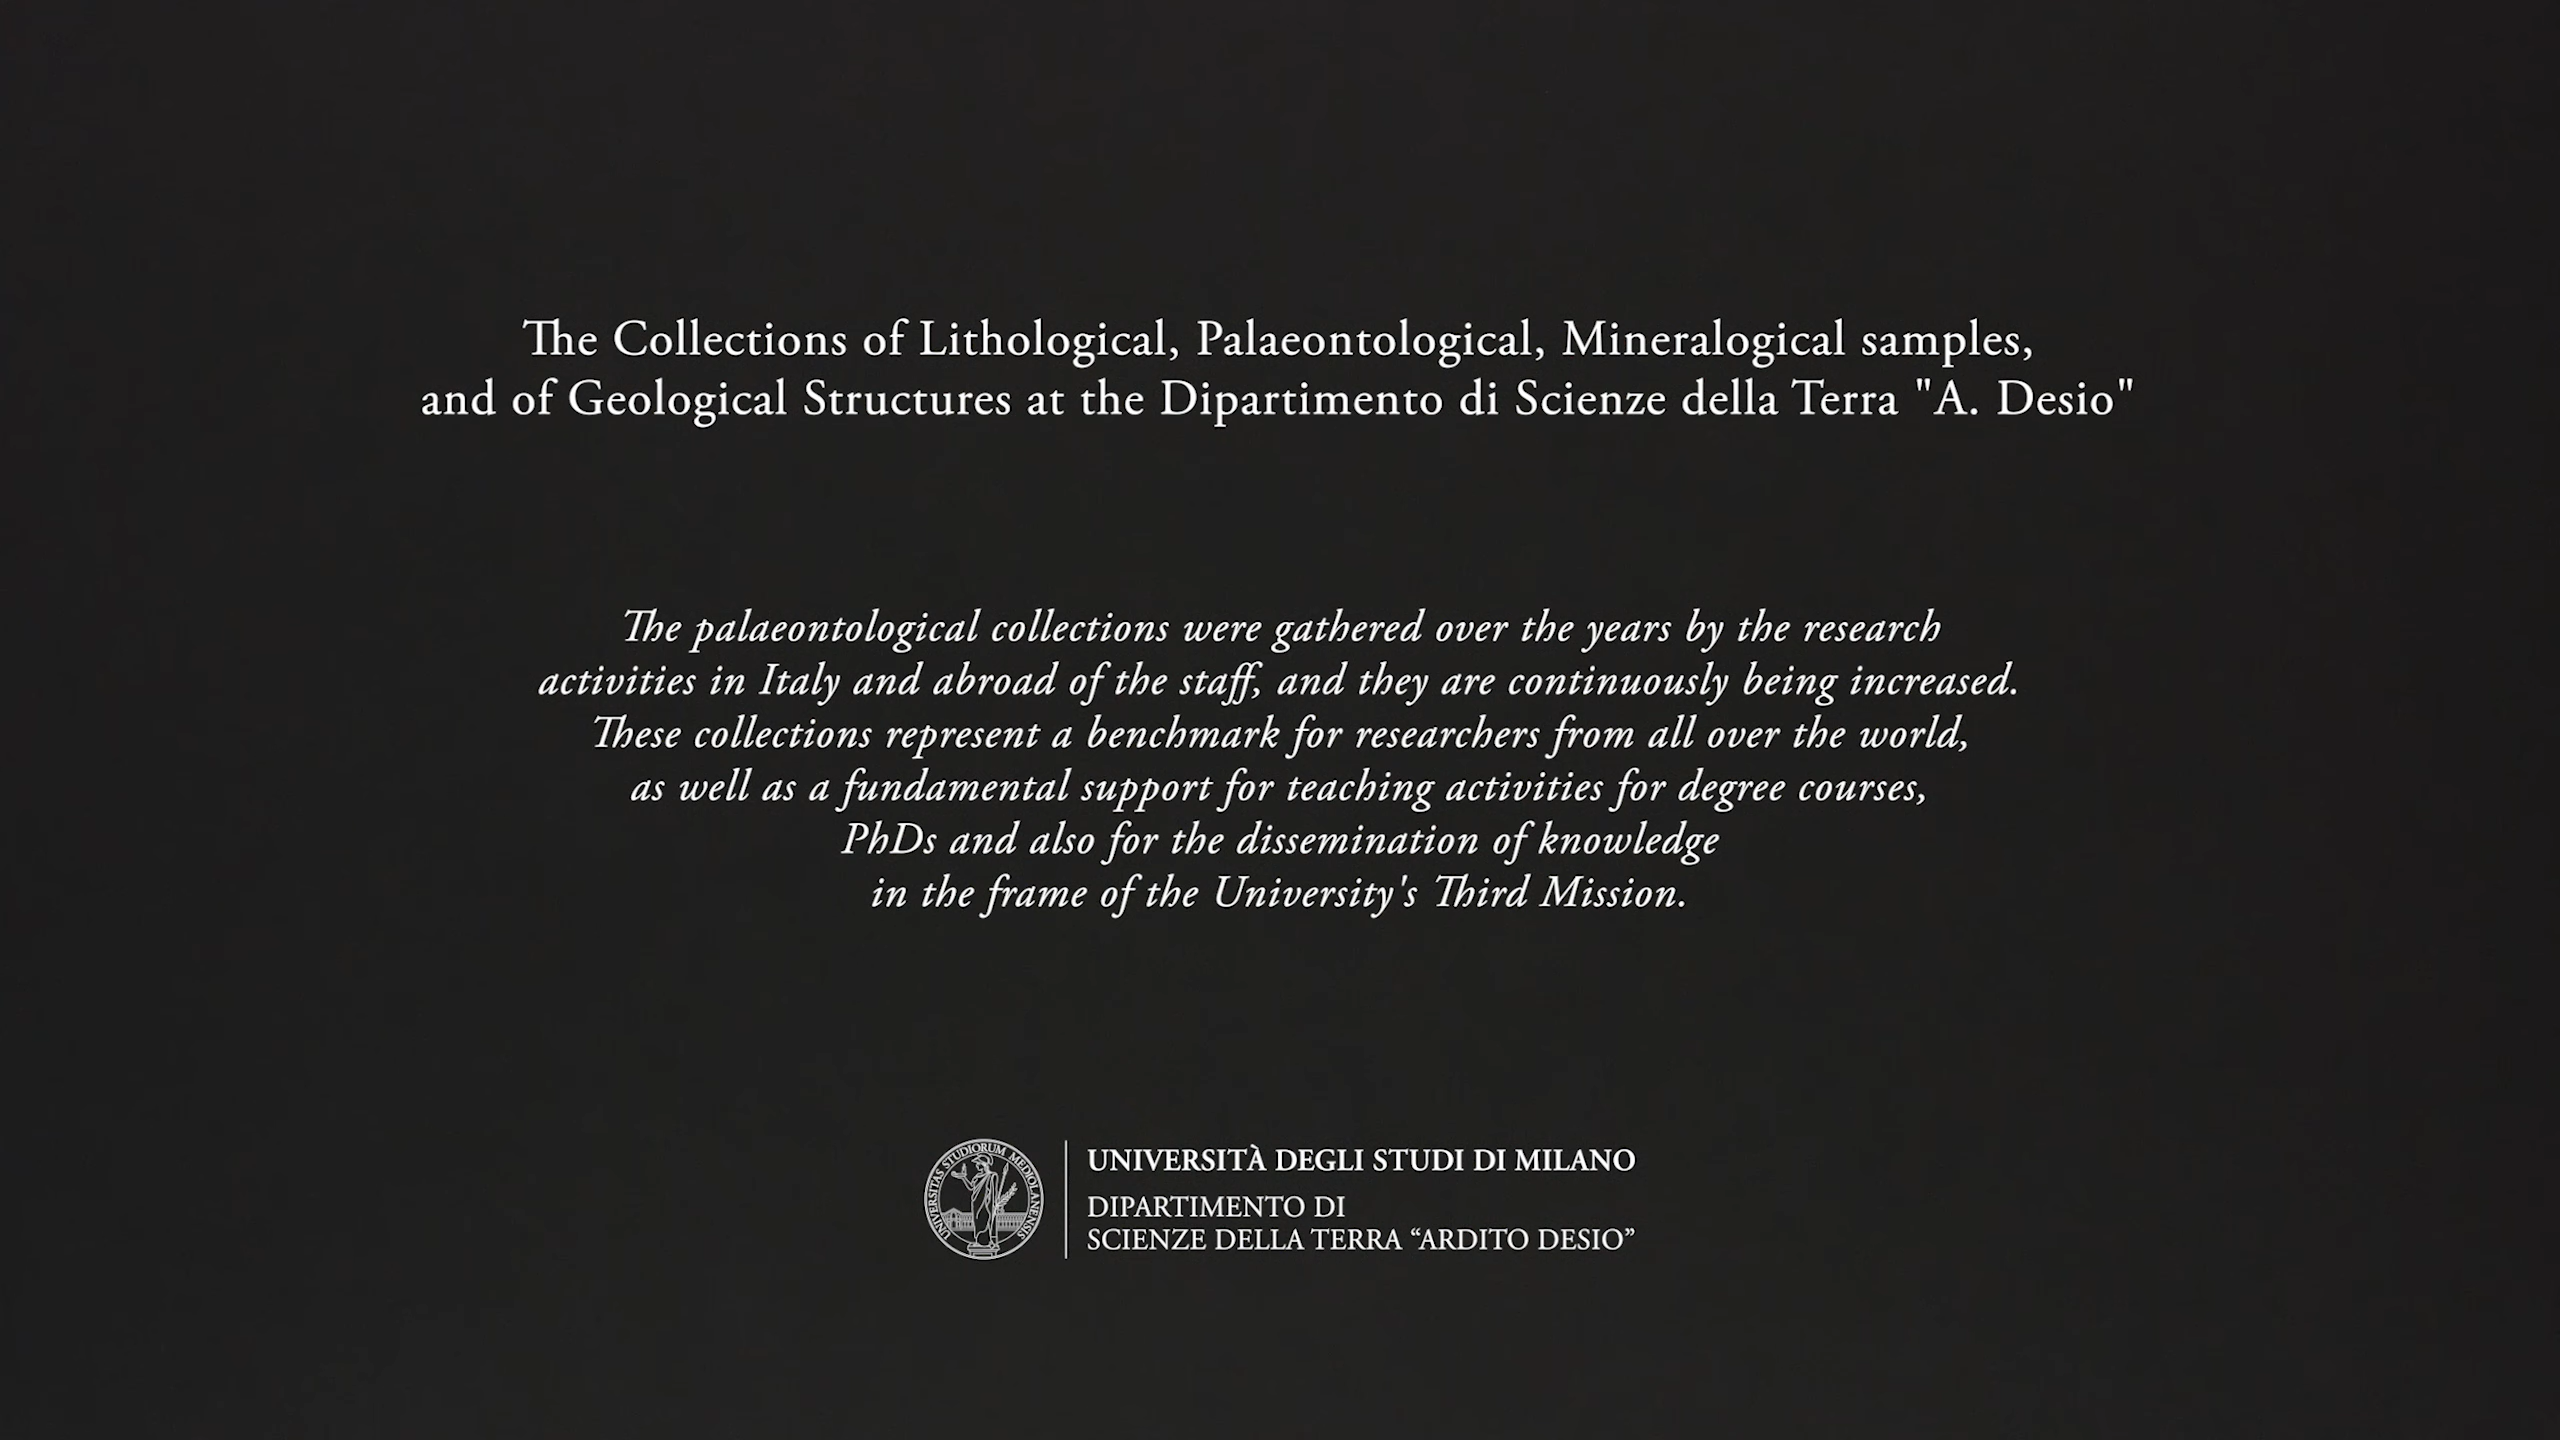 The Collections of Lithological, Palaeontological, Mineralogical samples,
and of Geological Structures at the Dipartimento di Scienze della Terra "A. Desio"
The palaeontological collections were gathered over the years by the research
activities in Italy and abroad of the staff, and they are continuously being increased.
These collections represent a benchmark for researchers from all over the world,
as well as a fundamental support for teaching activities for degree courses,
PhDs and also for the dissemination of knowledge
in the frame of the University's Third Mission.
UNIVERSITAS STUDIORUM MEDIOLANENSIS
UNIVERSITÀ DEGLI STUDI DI MILANO
DIPARTIMENTO DI
SCIENZE DELLA TERRA “ARDITO DESIO”